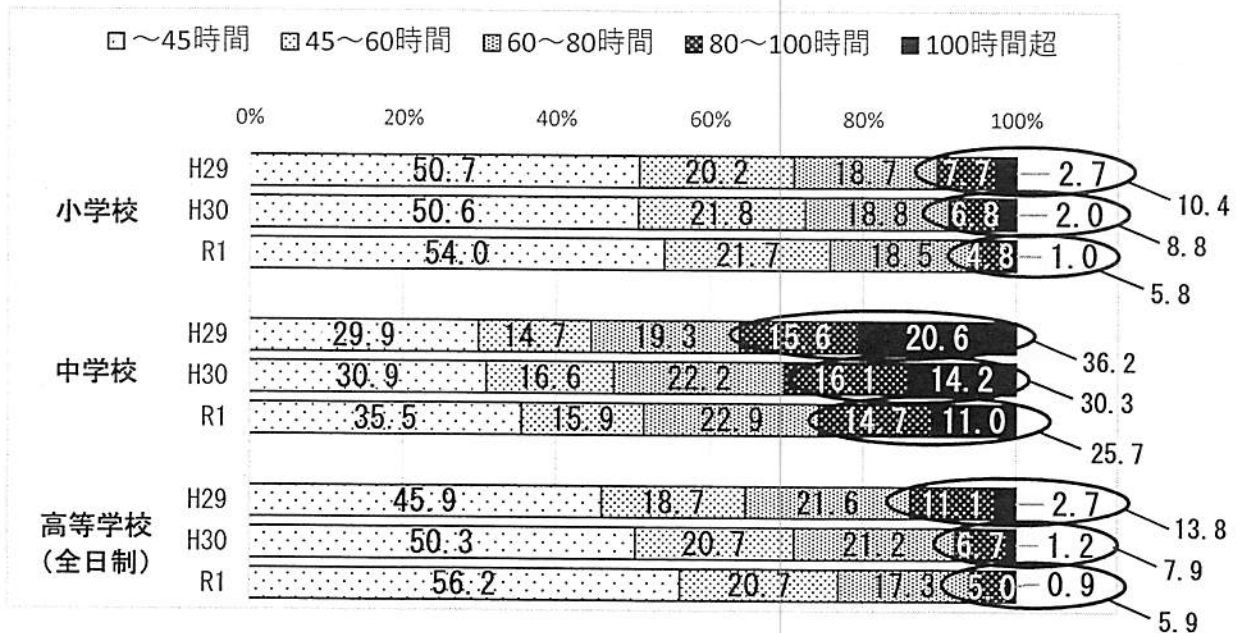 ～45時間 45～60時間 60～80時間 80～100時間 100時間超
0% 20% 40% 60% 80% 100%
小学校
H29 50.7 20.2 18.7 7.7 2.7 10.4
H30 50.6 21.8 18.8 6.8 2.0 8.8
R1 54.0 21.7 18.5 4.8 1.0 5.8
中学校
H29 29.9 14.7 19.3 15.6 20.6 36.2
H30 30.9 16.6 22.2 16.1 14.2 30.3
R1 35.5 15.9 22.9 14.7 11.0 25.7
高等学校
（全日制）
H29 45.9 18.7 21.6 11.1 2.7 13.8
H30 50.3 20.7 21.2 6.7 1.2 7.9
R1 56.2 20.7 17.3 5.0 0.9 5.9